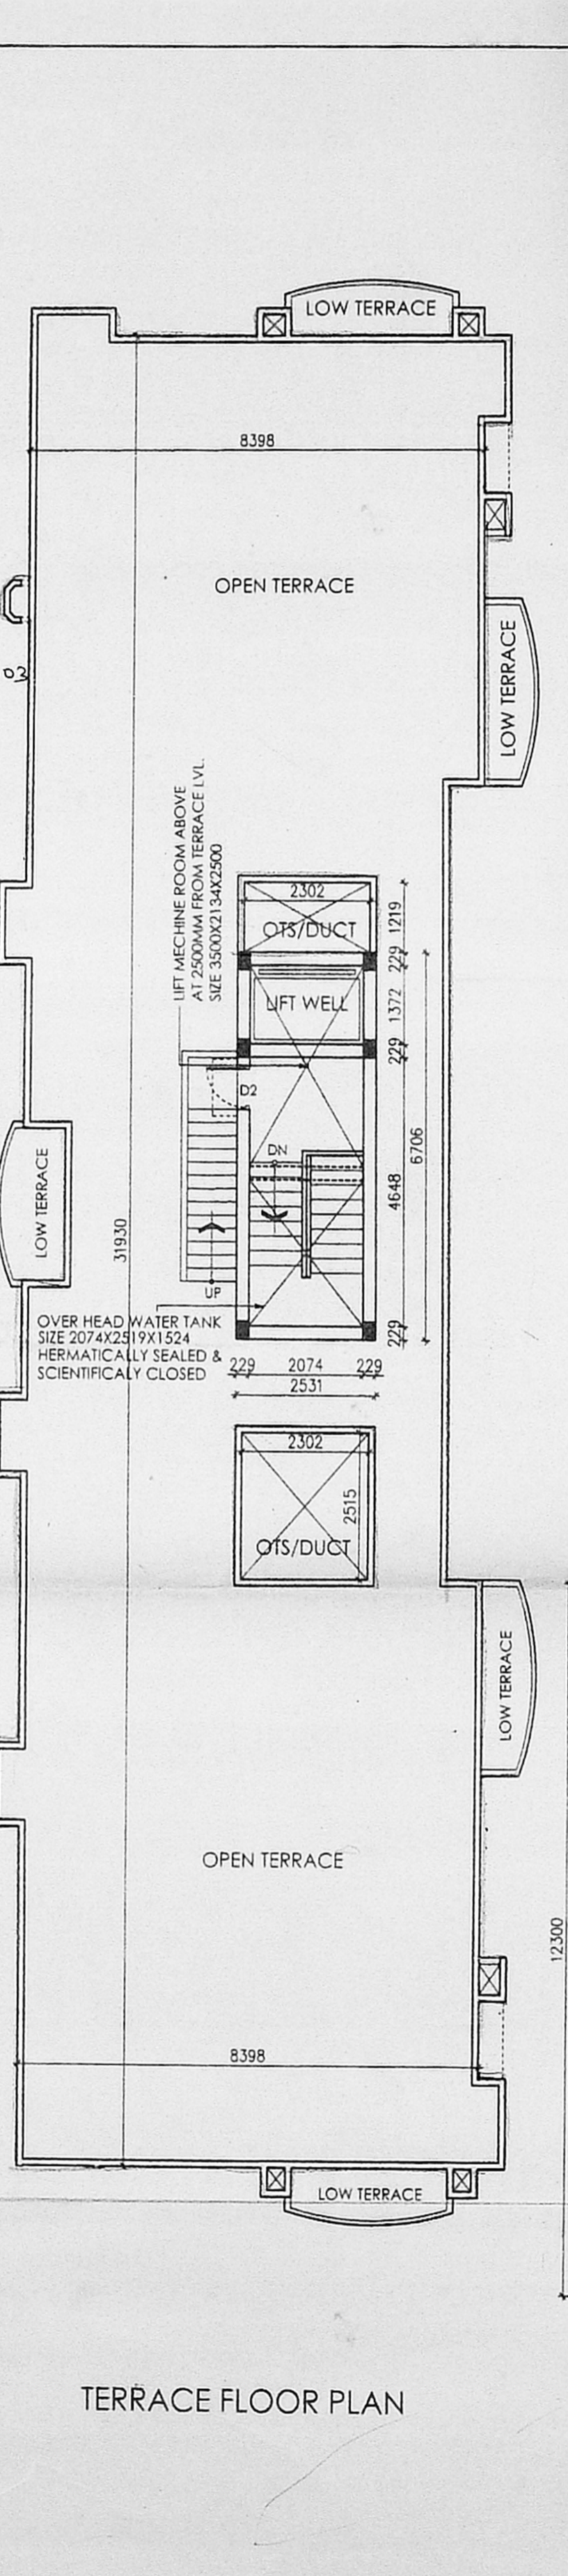 LOW TERRACE
8398
OPEN TERRACE
LOW TERRACE
LIFT MECHINE ROOM ABOVE
AT 2500MM FROM TERRACE LVL.
SIZE 3500X2134X2500
2302
OTS/DUCT
1219
229
LIFT WELL
1372
229
D2
DN
6706
4648
LOW TERRACE
31930
UP
OVER HEAD WATER TANK
SIZE 2074X2519X1524
HERMATICALLY SEALED &
SCIENTIFICALY CLOSED
229
229 2074 229
2531
2302
2515
OTS/DUCT
LOW TERRACE
OPEN TERRACE
12300
8398
LOW TERRACE
TERRACE FLOOR PLAN